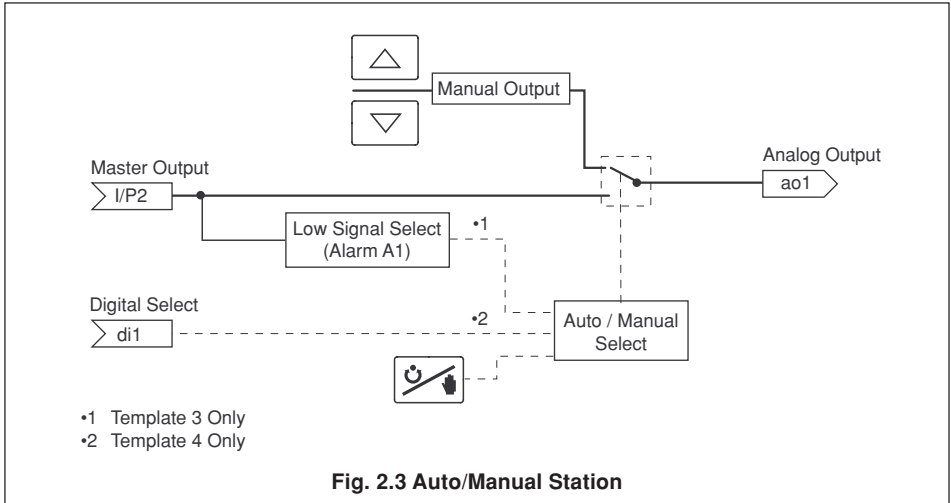 Manual Output
Master Output
I/P2
Analog Output
ao1
Low Signal Select
(Alarm A1)
•1
Digital Select
di1
•2
Auto / Manual
Select
•1 Template 3 Only
•2 Template 4 Only
Fig. 2.3 Auto/Manual Station